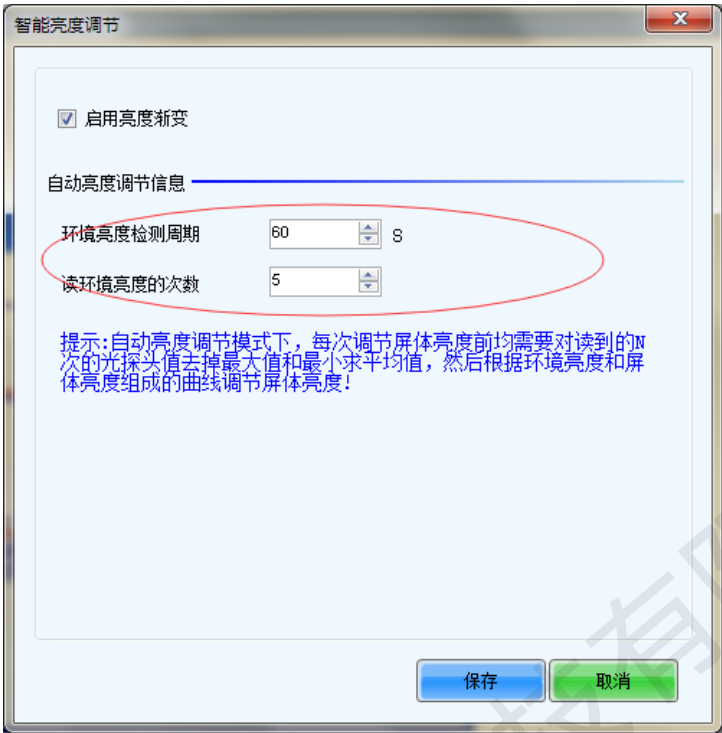 智能亮度调节
启用亮度渐变
自动亮度调节信息
环境亮度检测周期 60 S
读环境亮度的次数 5
提示:自动亮度调节模式下，每次调节屏体亮度前均需要对读到的N
次的光探头值去掉最大值和最小求平均值，然后根据环境亮度和屏
体亮度组成的曲线调节屏体亮度!
保存 取消
技有